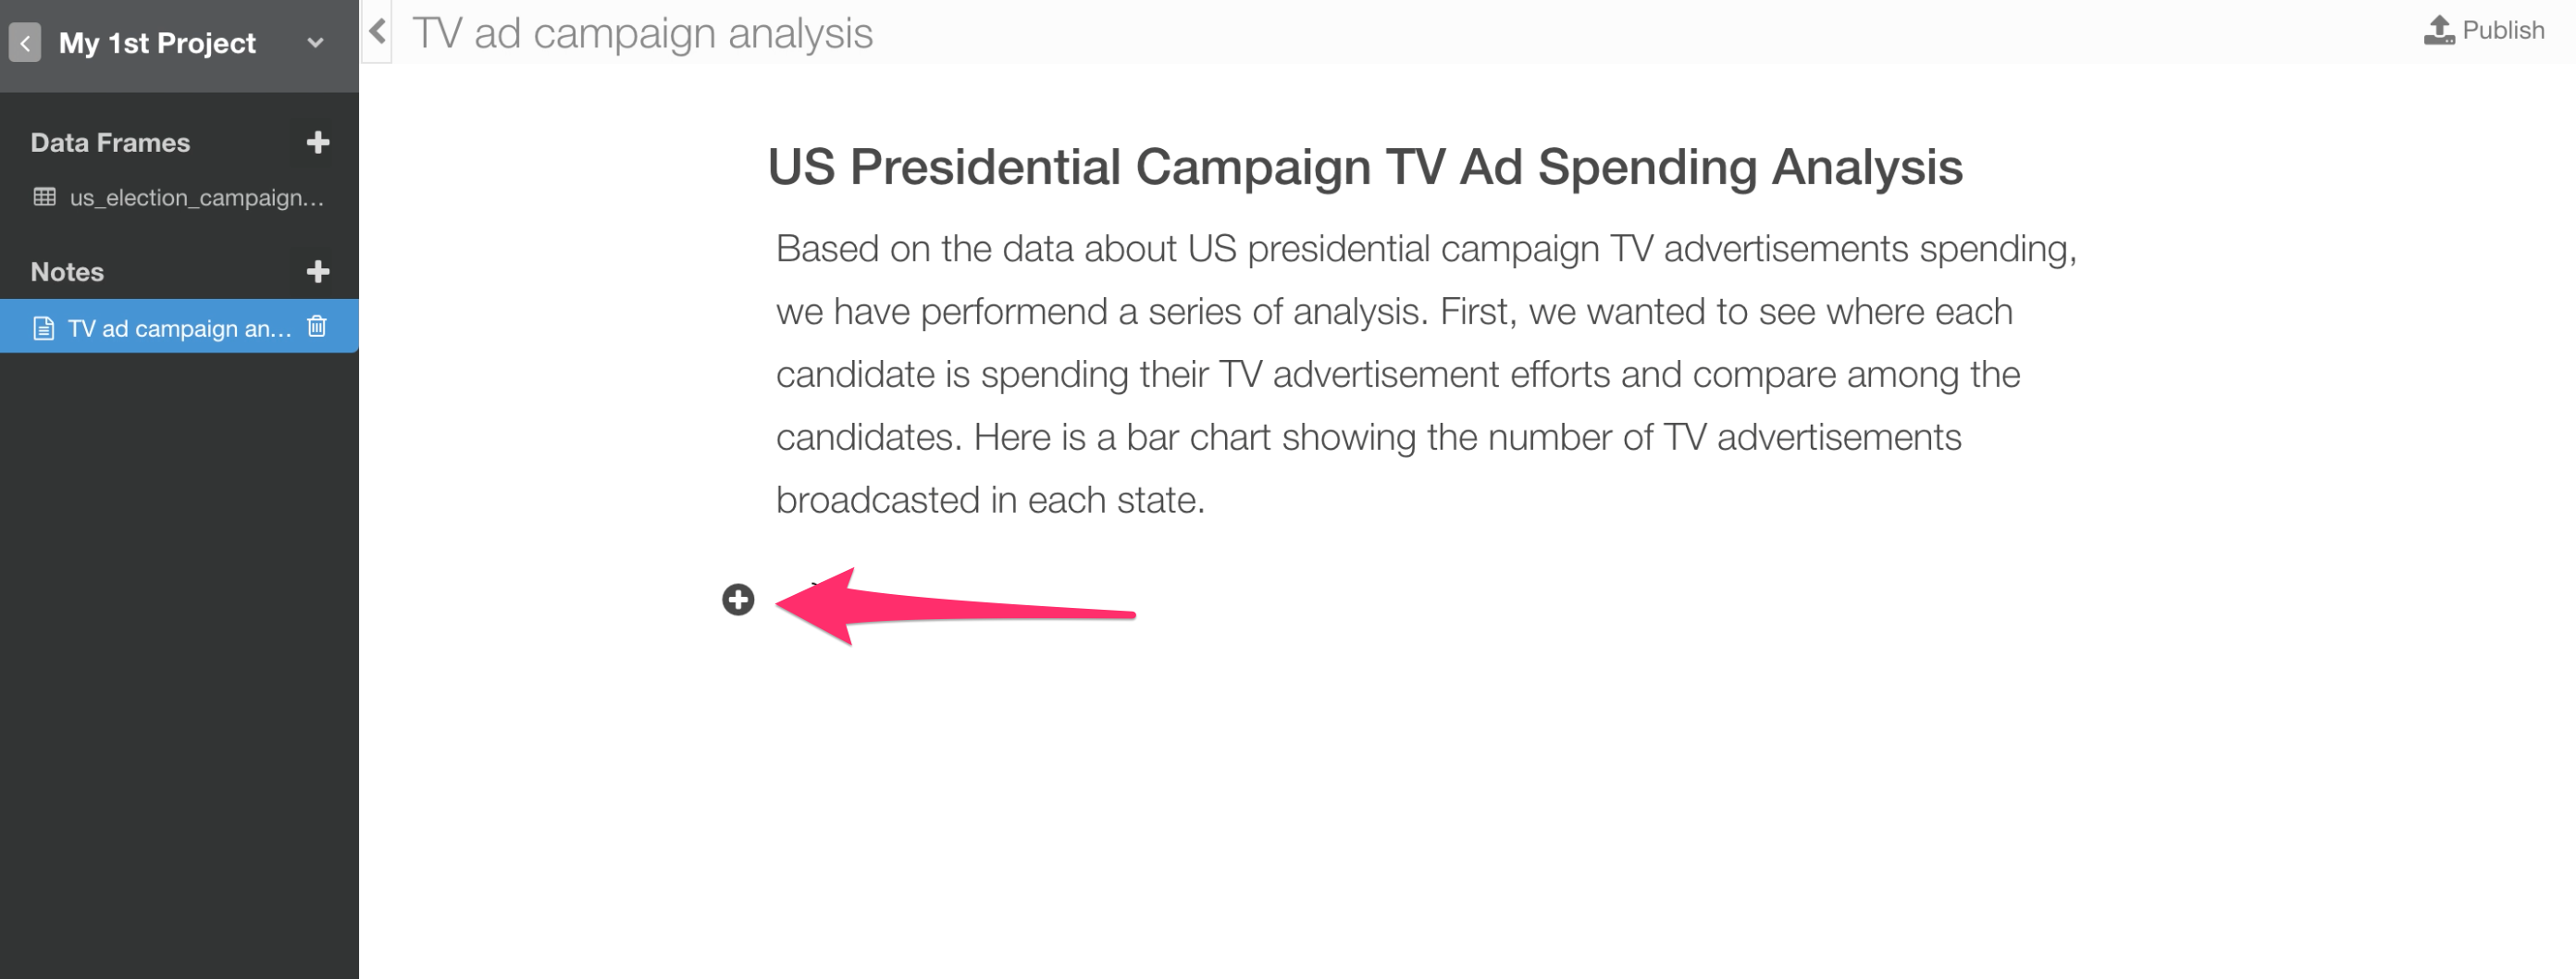 My 1st Project
TV ad campaign analysis
Publish
Data Frames
us_election_campaign...
Notes
TV ad campaign an...
US Presidential Campaign TV Ad Spending Analysis
Based on the data about US presidential campaign TV advertisements spending,
we have performend a series of analysis. First, we wanted to see where each
candidate is spending their TV advertisement efforts and compare among the
candidates. Here is a bar chart showing the number of TV advertisements
broadcasted in each state.